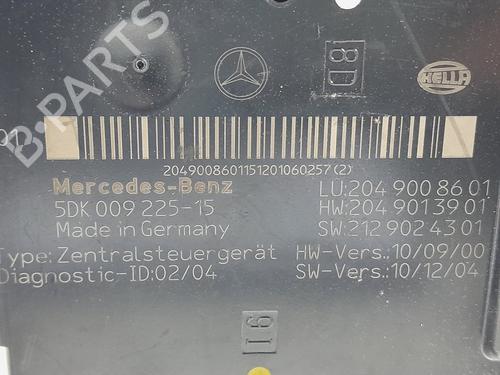 8D
HELLA
07
B-PARTS
2049008601151201060257(2)
Mercedes-Benz
LU:204 900 86 01
5DK 009 225-15
HW:204 901 39 01
Made in Germany
SW:212 902 43 01
Type: Zentralsteuergerät
HW-Vers.:10/09/00
Diagnostic-ID:02/04
SW-Vers.:10/12/04